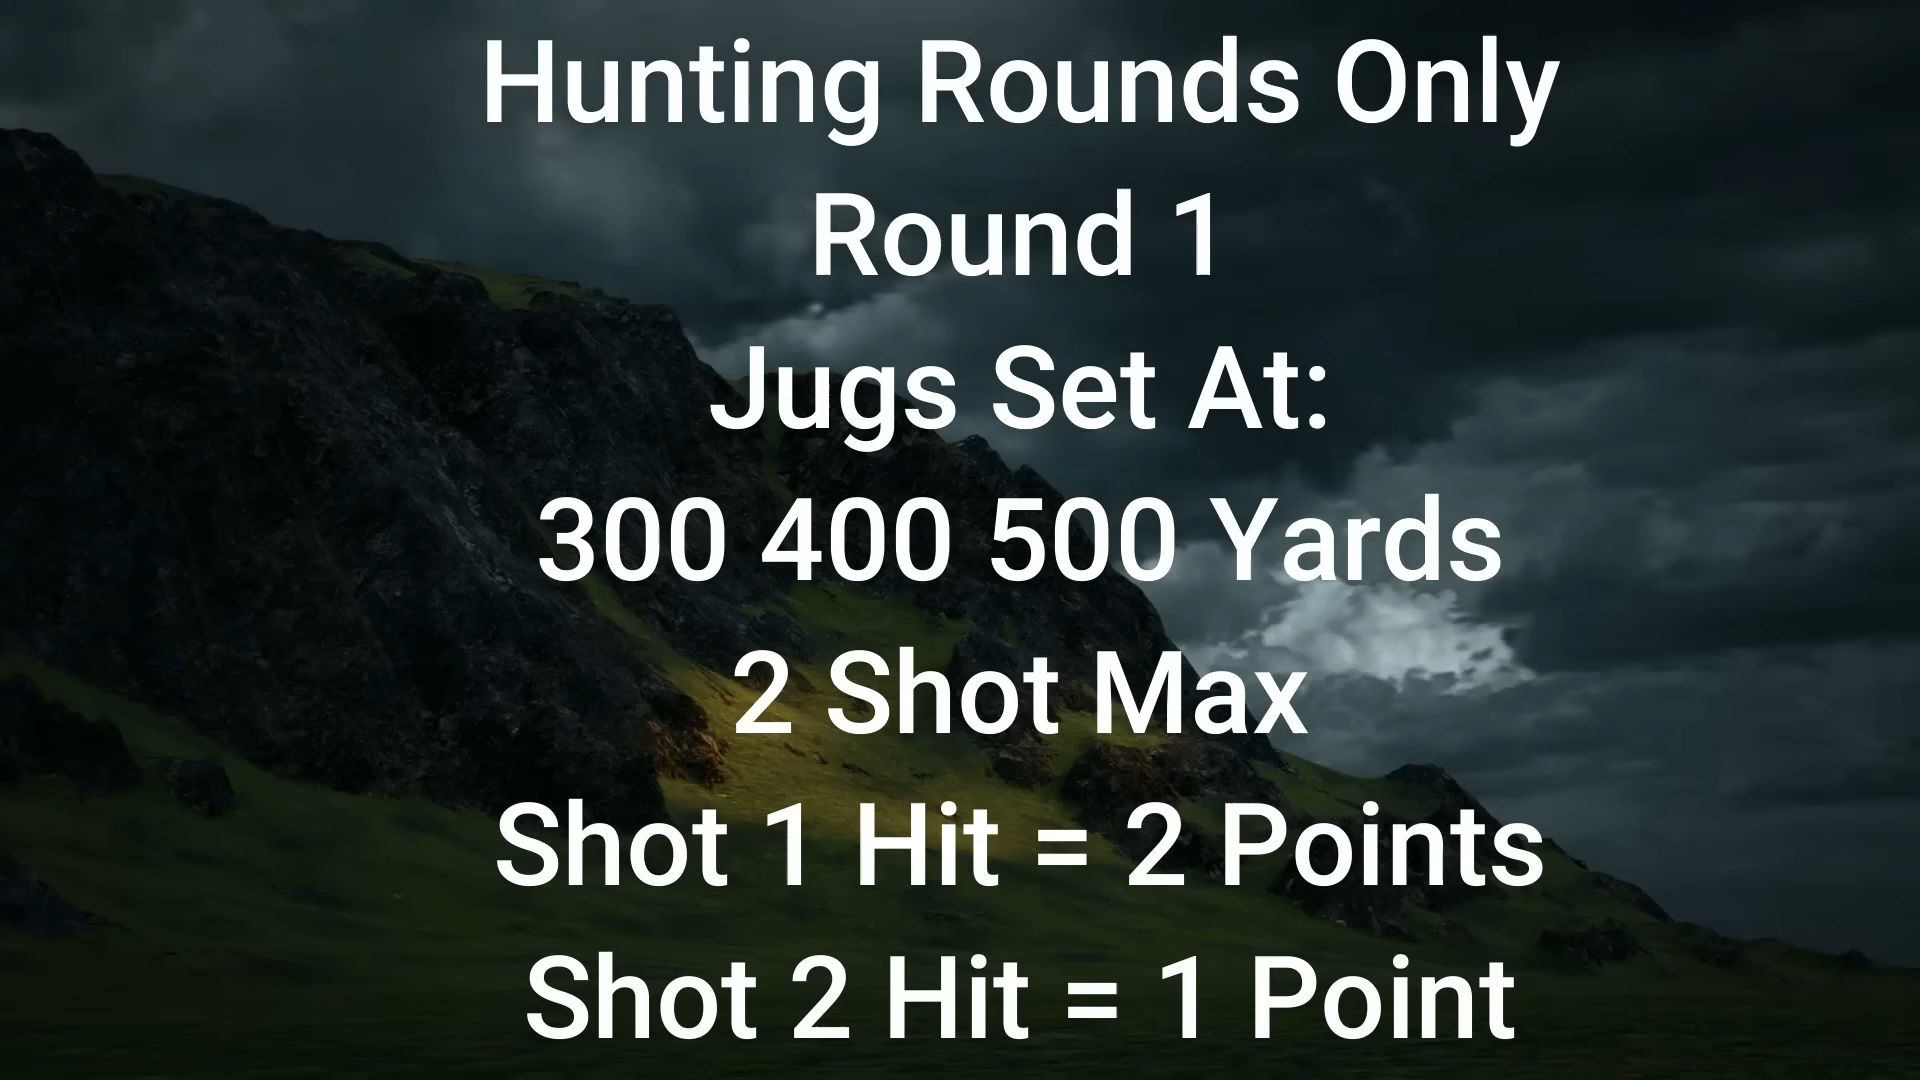 Hunting Rounds Only
Round 1
Jugs Set At:
300 400 500 Yards
2 Shot Max
Shot 1 Hit = 2 Points
Shot 2 Hit = 1 Point